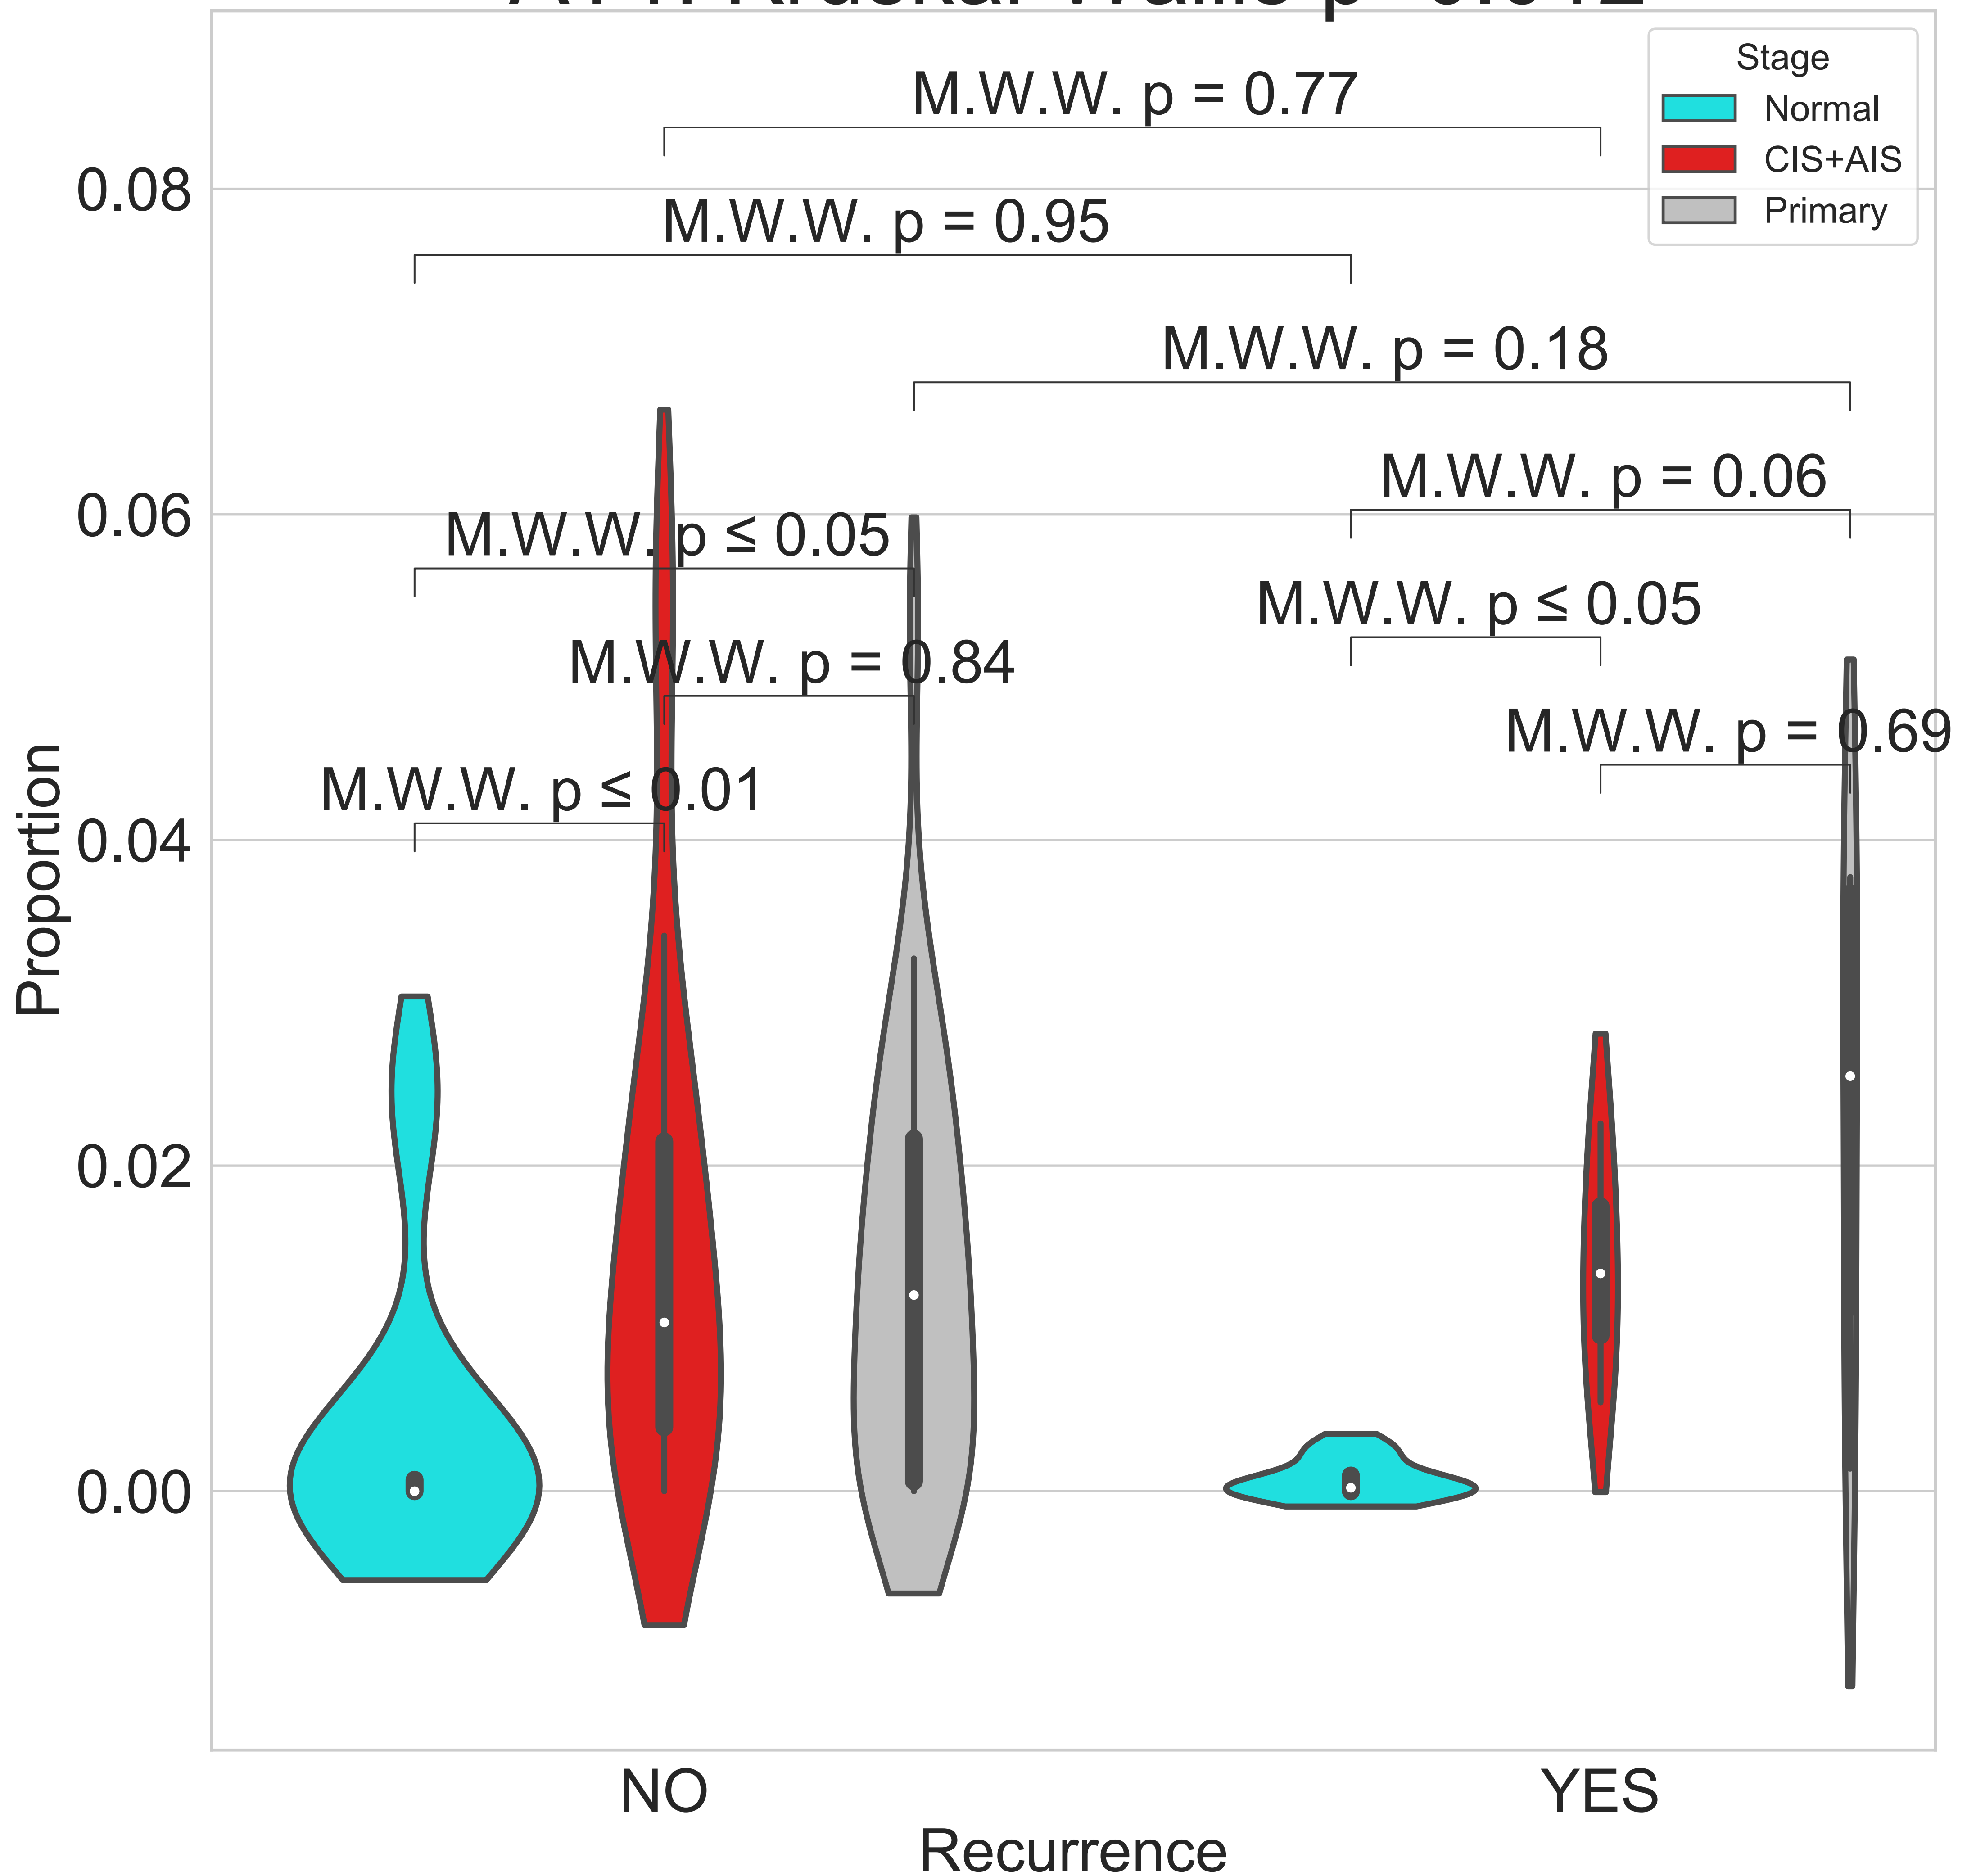 Stage
Normal
CIS+AIS
Primary
M.W.W. p = 0.77
M.W.W. p = 0.95
M.W.W. p = 0.18
M.W.W. p = 0.06
M.W.W. p ≤ 0.05
M.W.W. p ≤ 0.05
M.W.W. p = 0.84
M.W.W. p = 0.69
M.W.W. p ≤ 0.01
0.08
0.06
0.04
0.02
0.00
Proportion
NO
YES
Recurrence